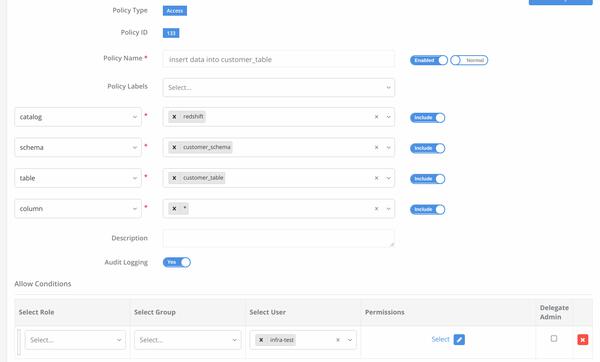 Policy Type Access
Policy ID 133
Policy Name * insert data into customer_table Enabled Normal
Policy Labels Select...
catalog * x redshift × Include
schema * x customer_schema × Include
table * x customer_table × Include
column * x * × Include
Description
Audit Logging Yes
Allow Conditions
Select Role Select Group Select User Permissions Delegate Admin
Select... Select... x infra-test × Select x